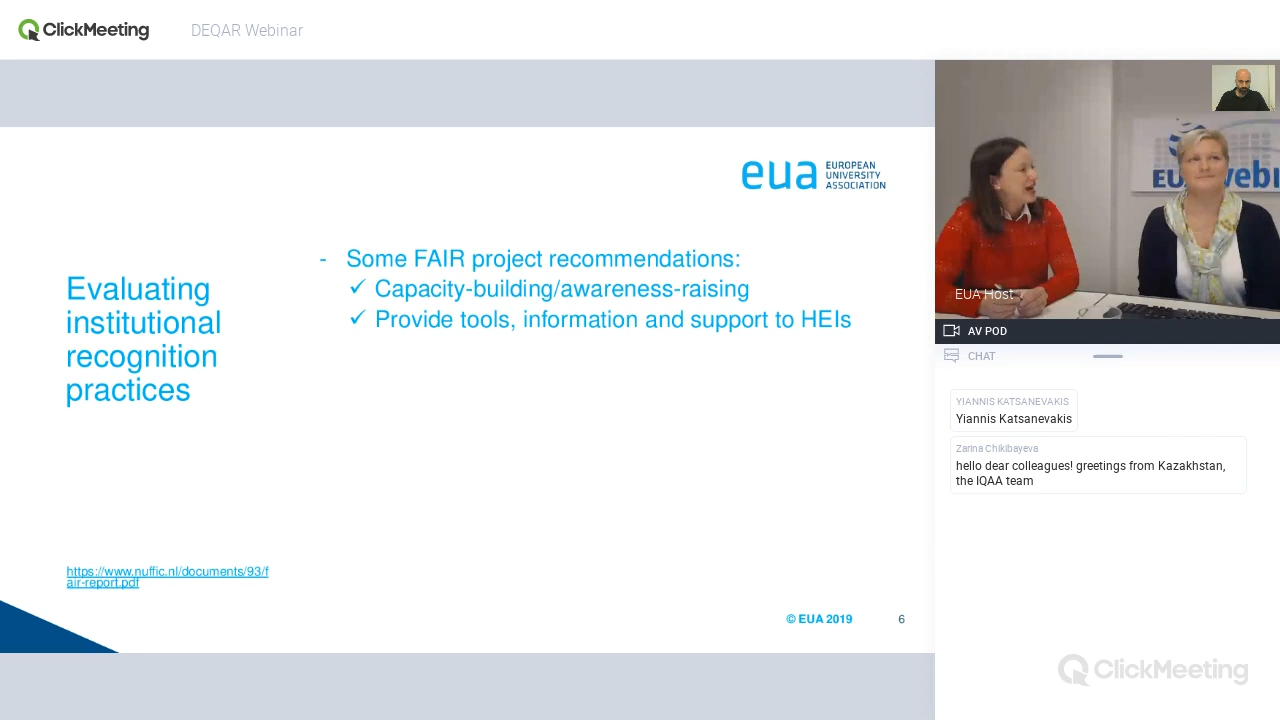 ClickMeeting
DEQAR Webinar
eua
EUROPEAN
UNIVERSITY
ASSOCIATION
Evaluating
institutional
recognition
practices
- Some FAIR project recommendations:
✓ Capacity-building/awareness-raising
✓ Provide tools, information and support to HEIs
https://www.nuffic.nl/documents/93/f
air-report.pdf
© EUA 2019
6
EUA Host
AV POD
CHAT
YIANNIS KATSANEVAKIS
Yiannis Katsanevakis
Zarina Chikibayeva
hello dear colleagues! greetings from Kazakhstan,
the IQAA team
ClickMeeting